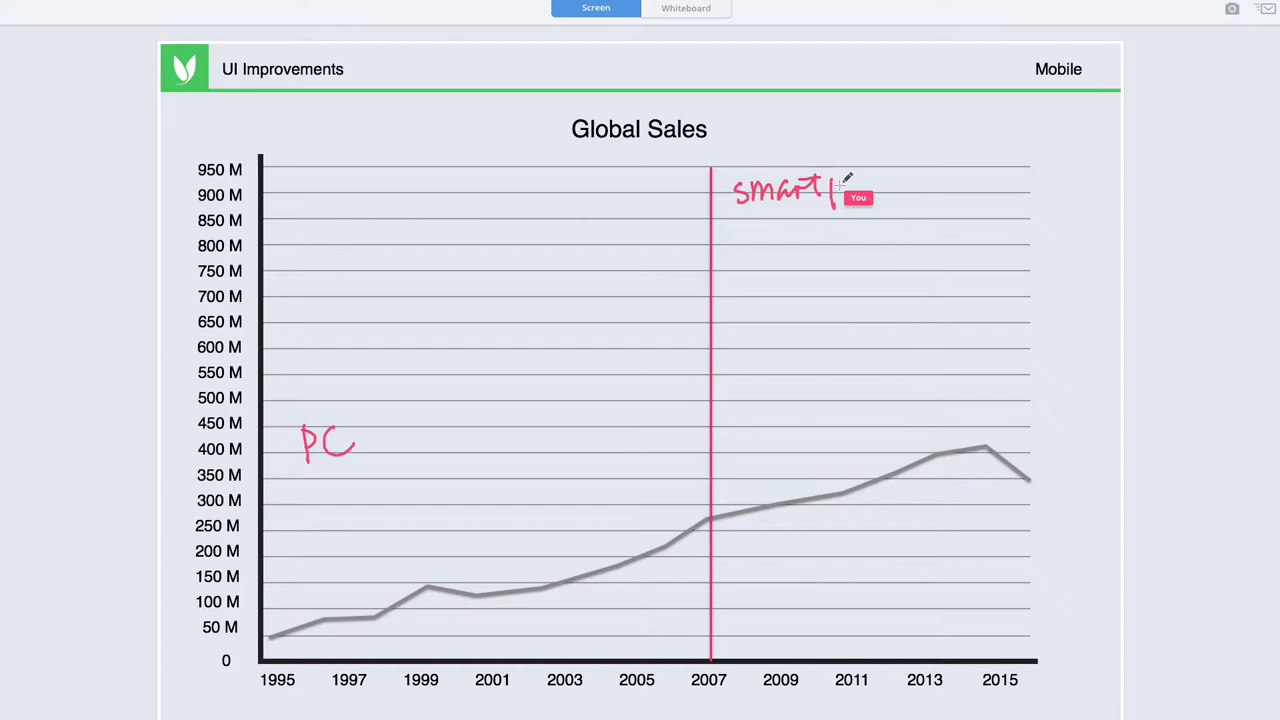 Screen Whiteboard
UI Improvements Mobile
Global Sales
950 M
900 M
850 M
800 M
750 M
700 M
650 M
600 M
550 M
500 M
450 M
400 M
350 M
300 M
250 M
200 M
150 M
100 M
50 M
0
smart
You
PC
1995 1997 1999 2001 2003 2005 2007 2009 2011 2013 2015